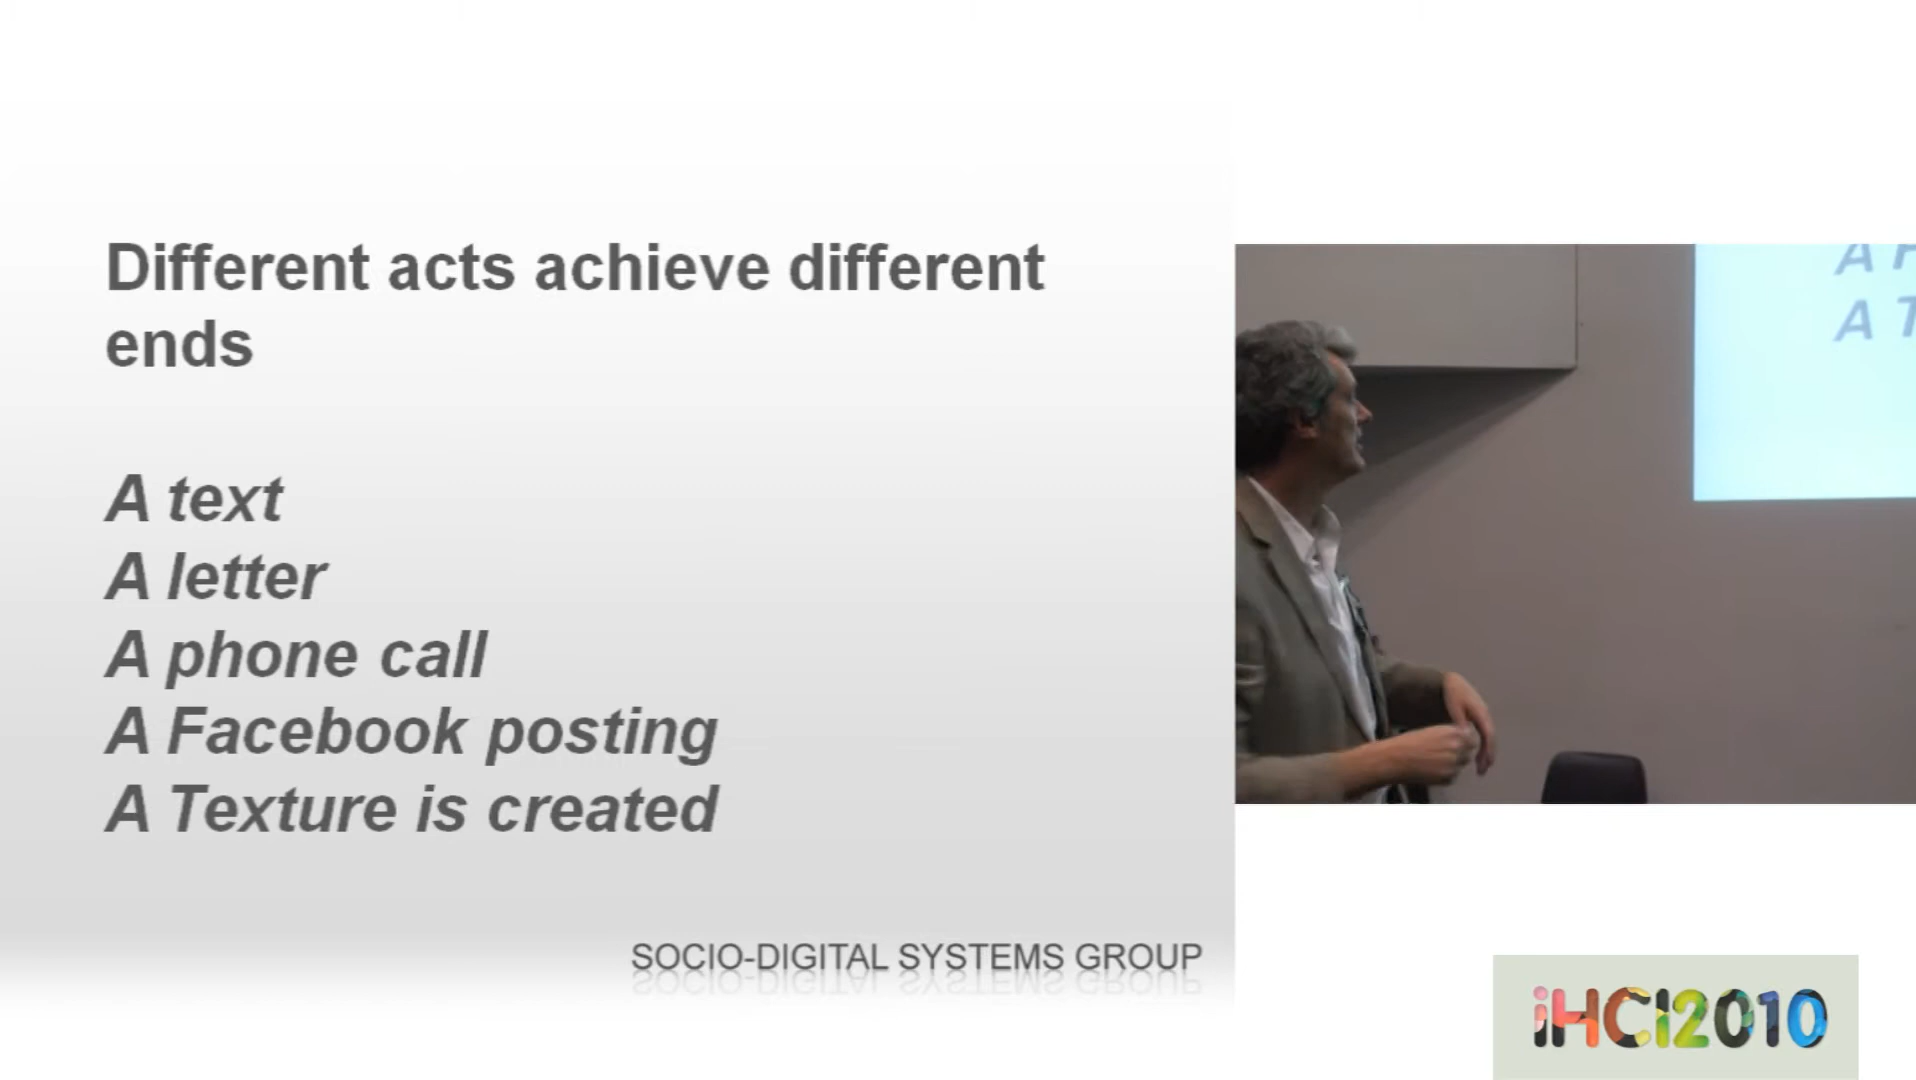 Different acts achieve different
ends
A text
A letter
A phone call
A Facebook posting
A Texture is created
SOCIO-DIGITAL SYSTEMS GROUP
A F
A T
iHCI2010